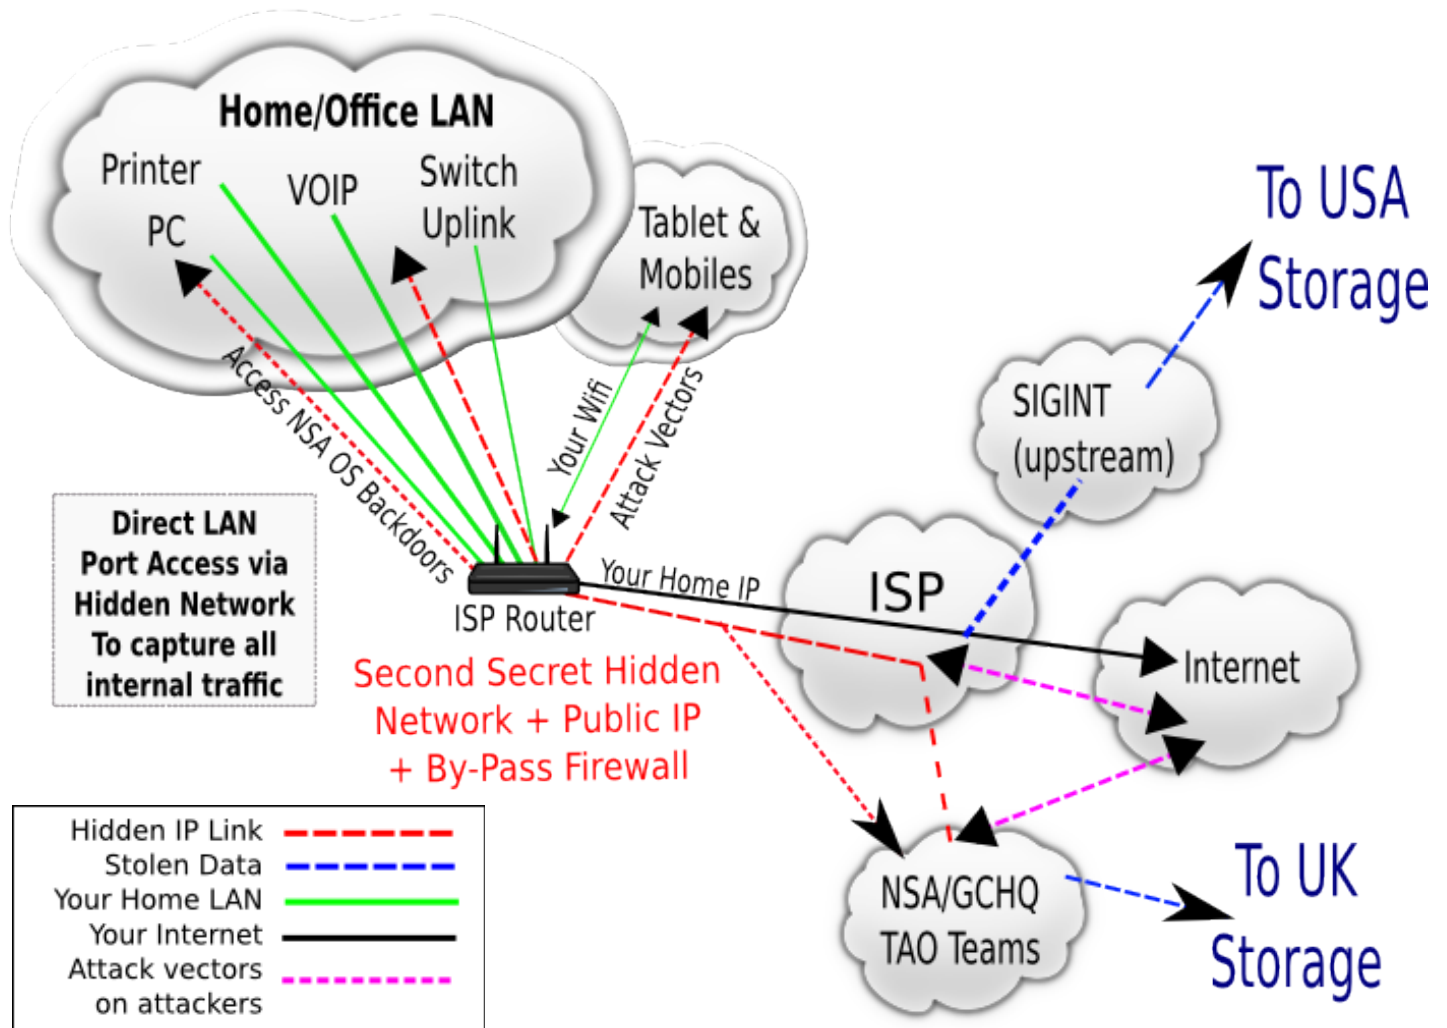 Home/Office LAN
Printer
VOIP
Switch
Uplink
PC
Tablet &
Mobiles
To USA
Storage
SIGINT
(upstream)
Access NSA OS Backdoors
Your Wifi
Attack Vectors
Direct LAN
Port Access via
Hidden Network
To capture all
internal traffic
ISP Router
Your Home IP
ISP
Internet
Second Secret Hidden
Network + Public IP
+ By-Pass Firewall
NSA/GCHQ
TAO Teams
To UK
Storage
Hidden IP Link
Stolen Data
Your Home LAN
Your Internet
Attack vectors
on attackers